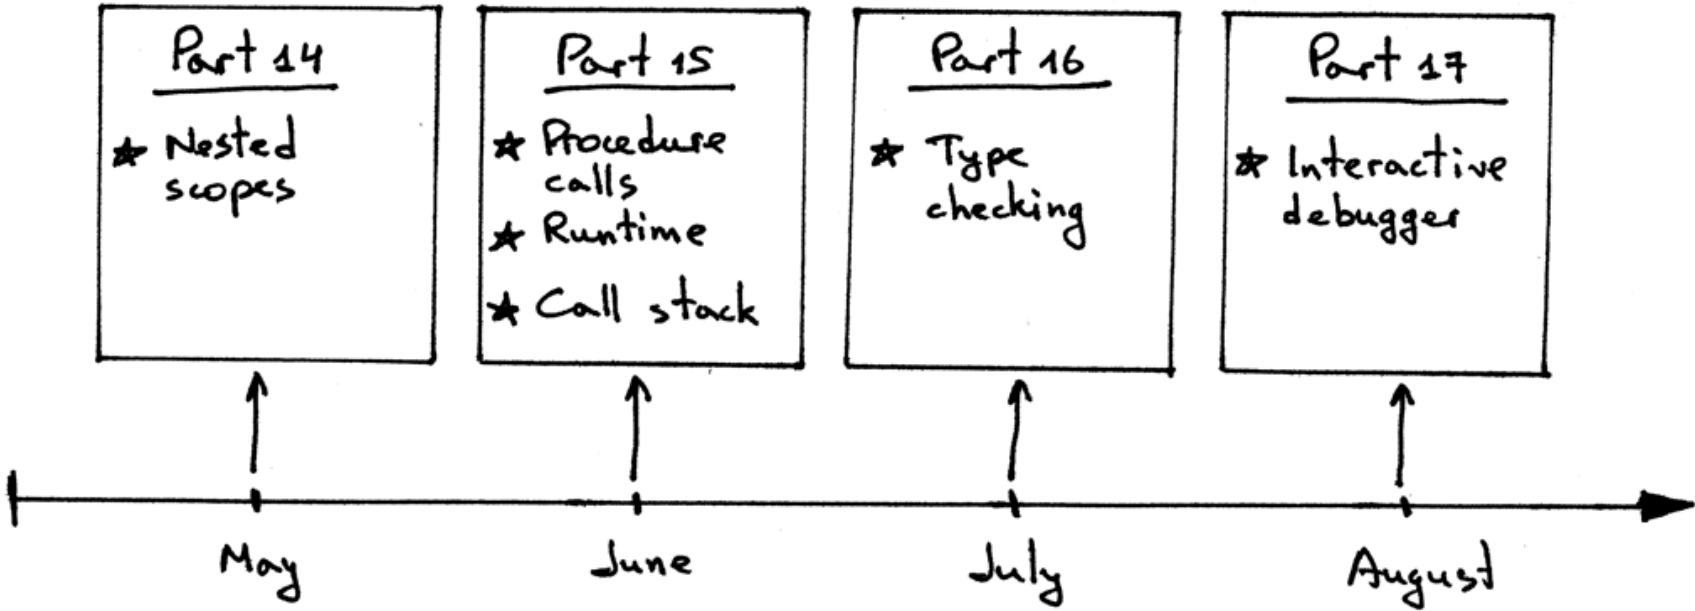 Part 14
★ Nested
scopes
Part 15
★ Procedure
calls
★ Runtime
★ Call stack
Part 16
★ Type
checking
Part 17
★ Interactive
debugger
May
June
July
August